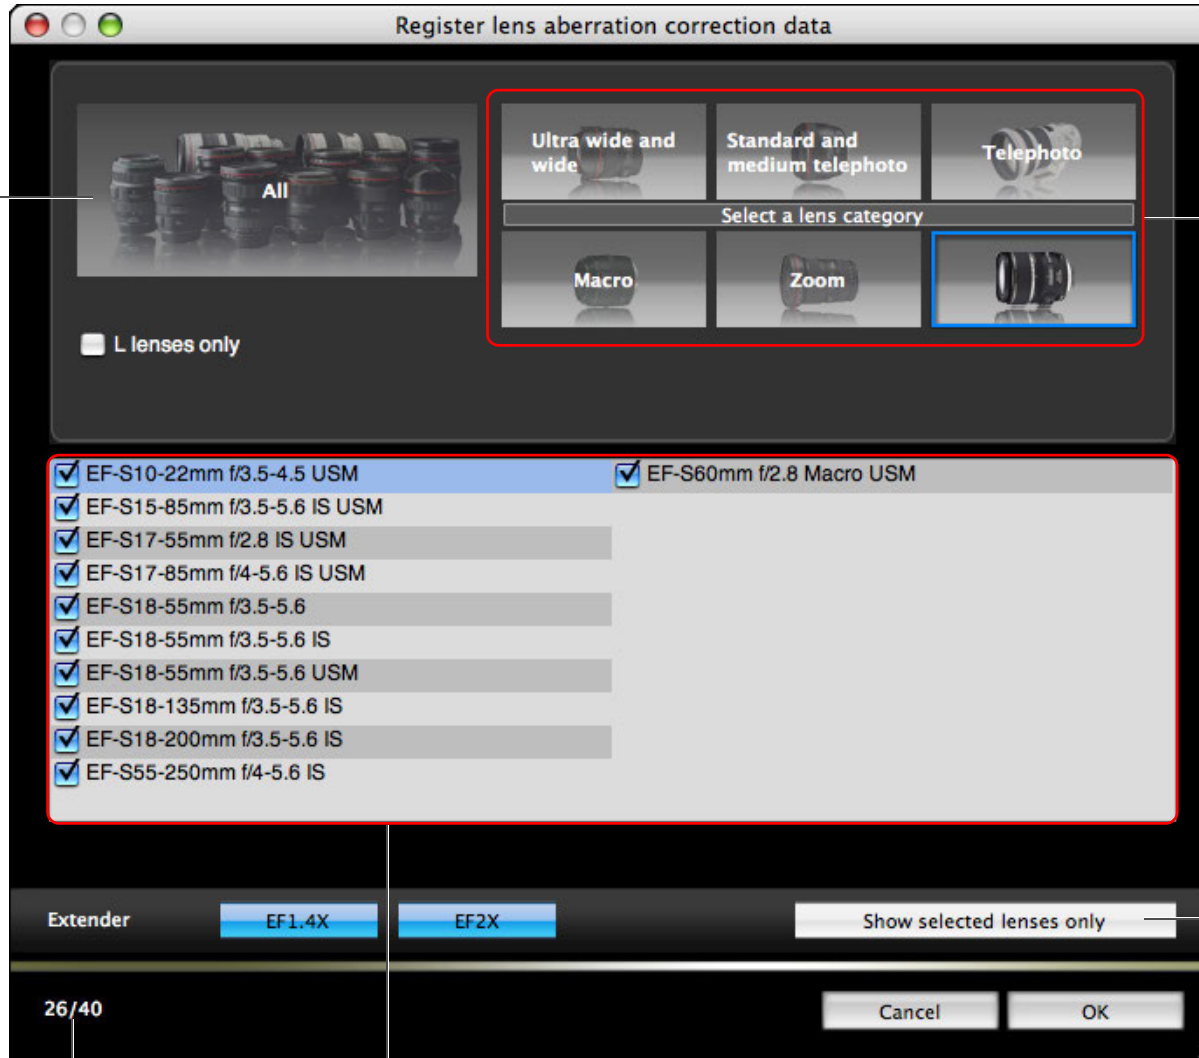 Register lens aberration correction data
All
Ultra wide and
wide
Standard and
medium telephoto
Telephoto
Select a lens category
Macro
Zoom
L lenses only
EF-S10-22mm f/3.5-4.5 USM
EF-S15-85mm f/3.5-5.6 IS USM
EF-S17-55mm f/2.8 IS USM
EF-S17-85mm f/4-5.6 IS USM
EF-S18-55mm f/3.5-5.6
EF-S18-55mm f/3.5-5.6 IS
EF-S18-55mm f/3.5-5.6 USM
EF-S18-135mm f/3.5-5.6 IS
EF-S18-200mm f/3.5-5.6 IS
EF-S55-250mm f/4-5.6 IS
EF-S60mm f/2.8 Macro USM
Extender
EF1.4X
EF2X
Show selected lenses only
26/40
Cancel
OK